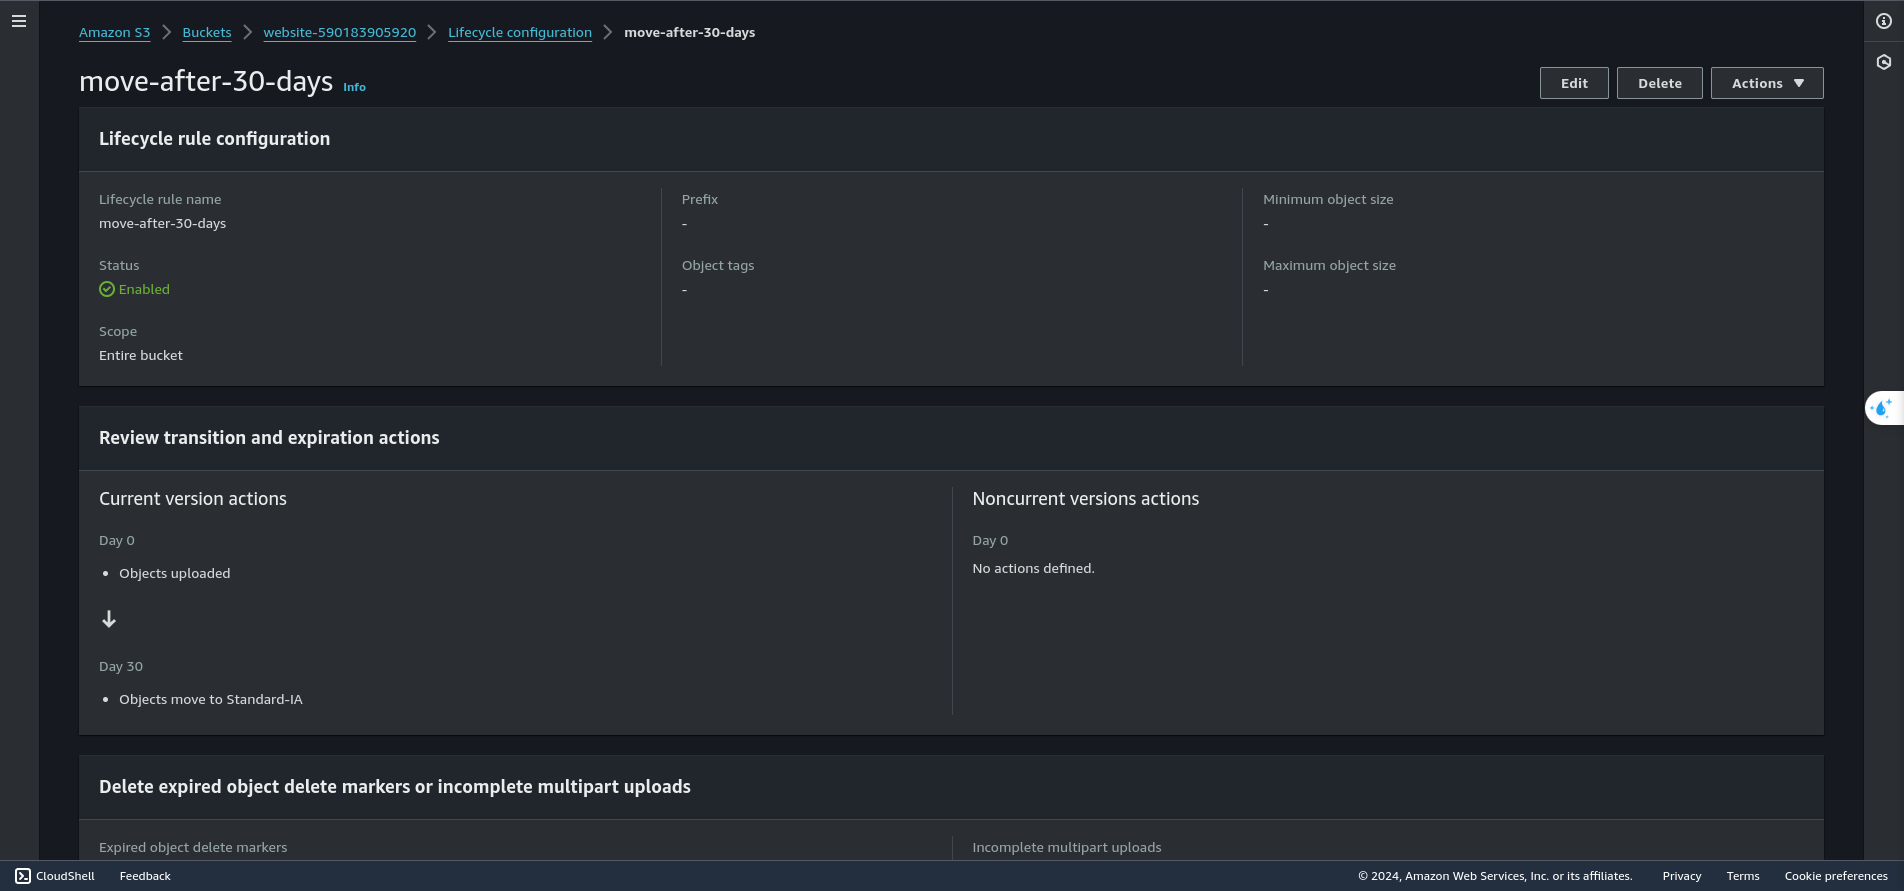 Amazon S3 Buckets website-590183905920 Lifecycle configuration move-after-30-days
move-after-30-days Info
Edit Delete Actions
Lifecycle rule configuration
Lifecycle rule name
move-after-30-days
Status
Enabled
Scope
Entire bucket
Prefix
-
Object tags
-
Minimum object size
-
Maximum object size
-
Review transition and expiration actions
Current version actions
Day 0
• Objects uploaded
Day 30
• Objects move to Standard-IA
Noncurrent versions actions
Day 0
No actions defined.
Delete expired object delete markers or incomplete multipart uploads
Expired object delete markers
Incomplete multipart uploads
CloudShell Feedback © 2024, Amazon Web Services, Inc. or its affiliates. Privacy Terms Cookie preferences